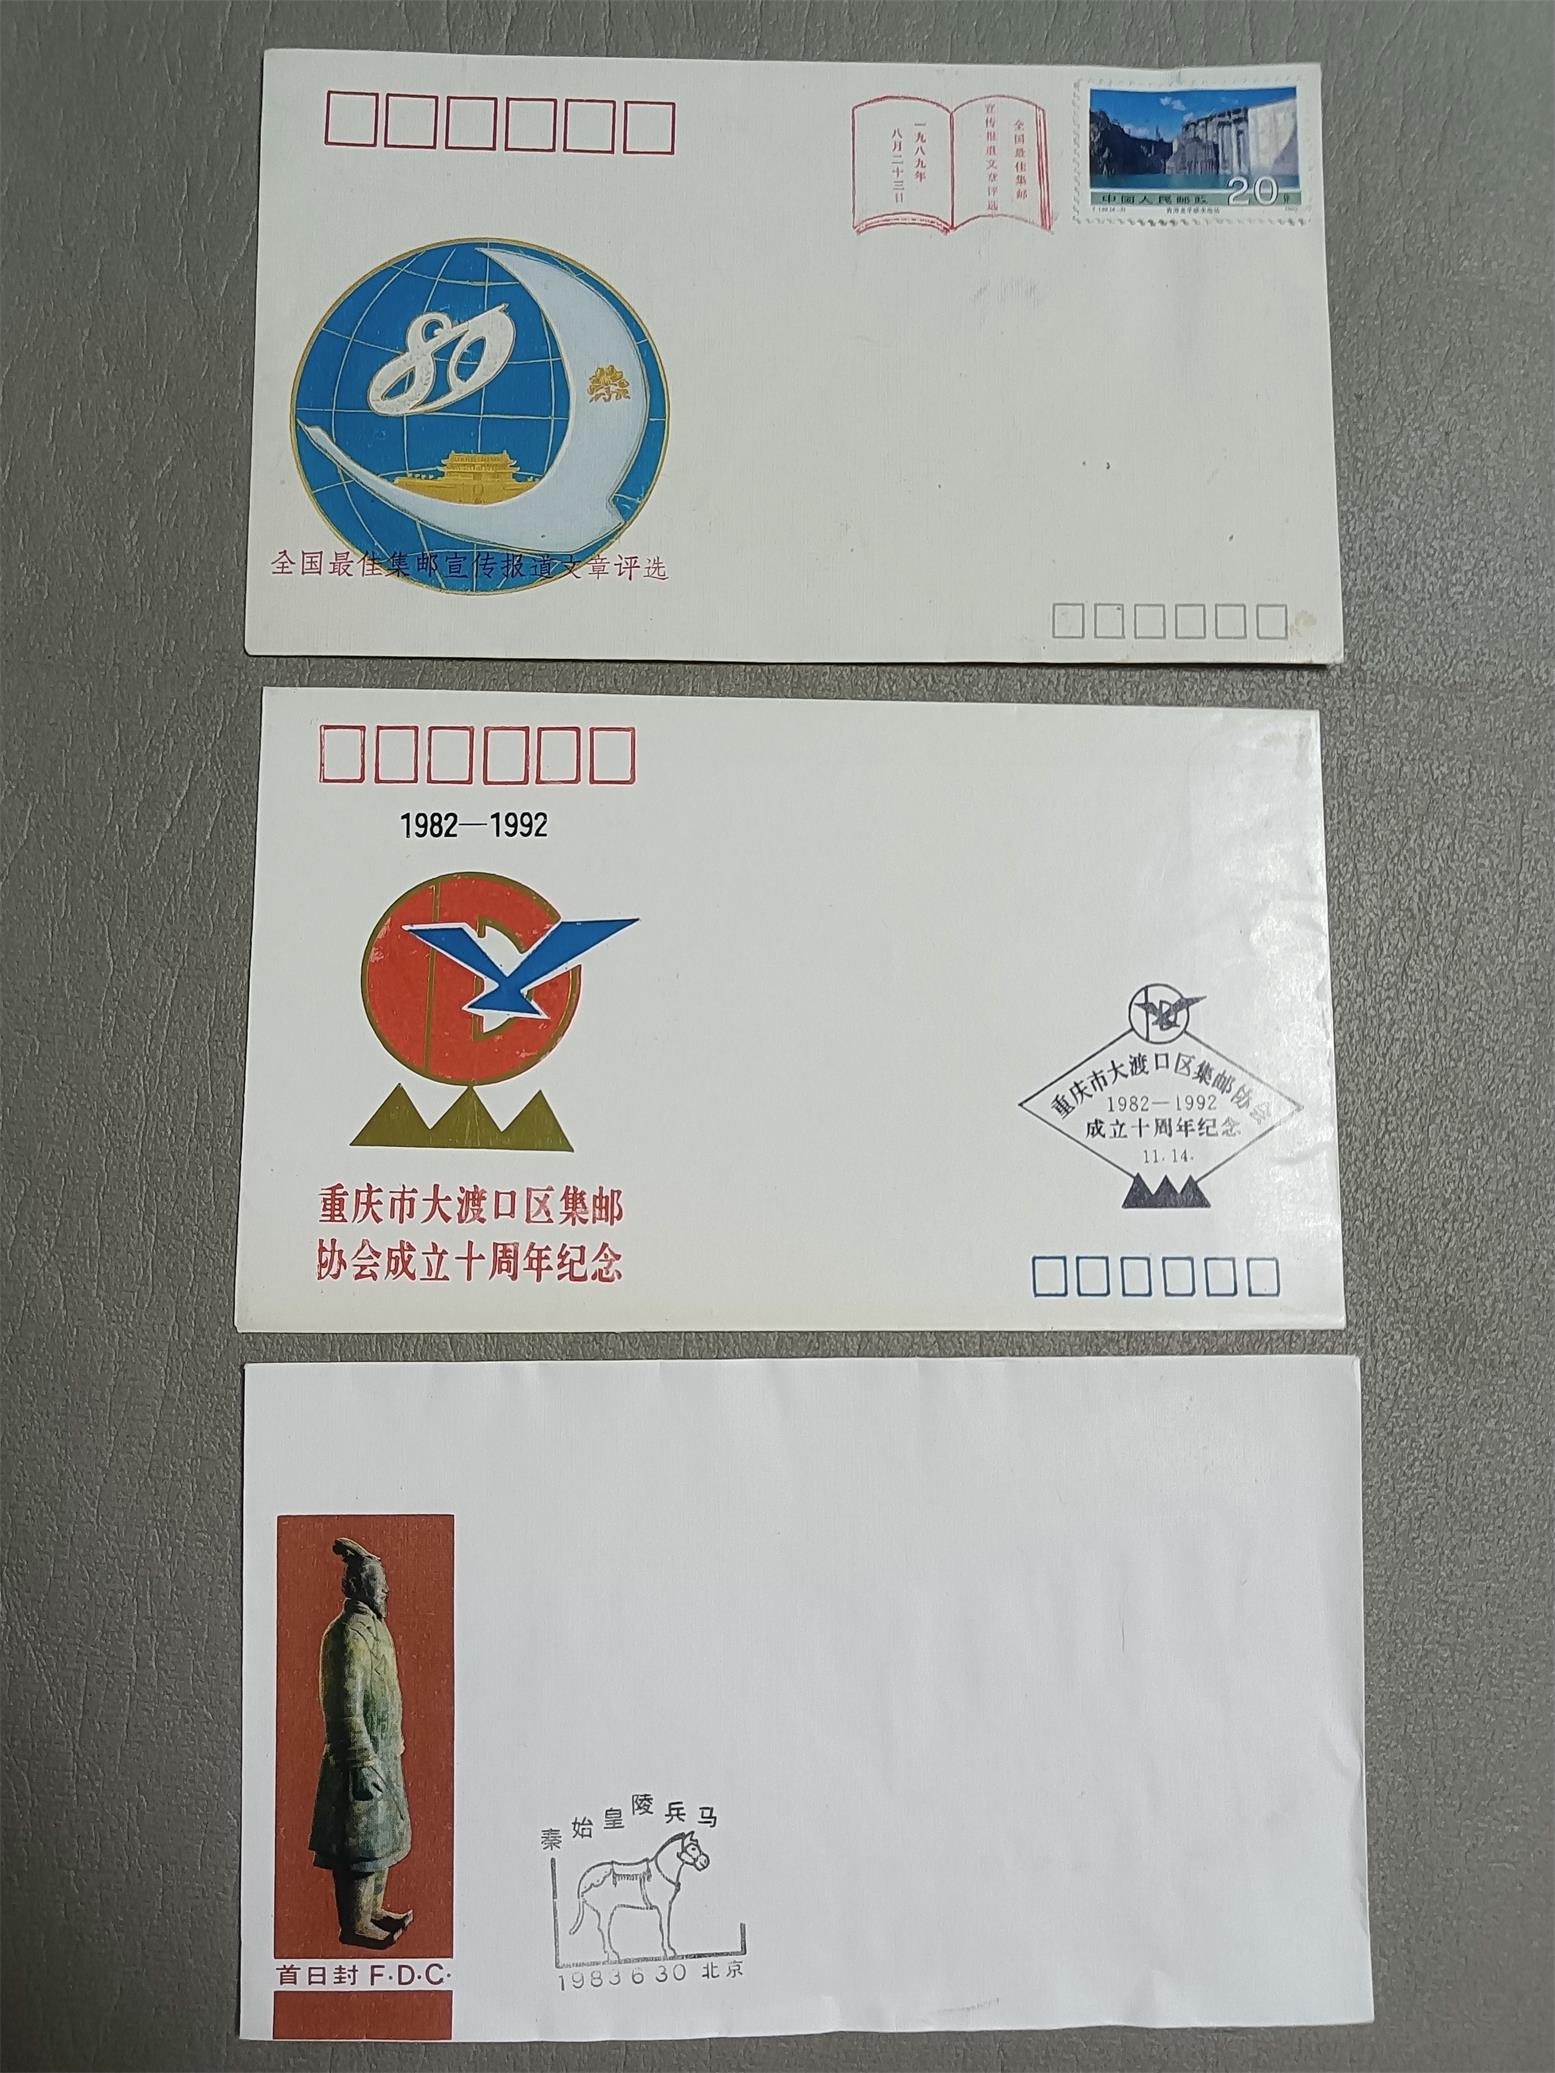 全国最佳集邮
宣传报道文章评选
一九八九年
八月二十三日
中国人民邮政
20分
89
全国最佳集邮宣传报道文章评选
1982—1992
重庆市大渡口区集邮
协会成立十周年纪念
重庆市大渡口区集邮协会
1982—1992
成立十周年纪念
11.14.
首日封 F·D·C·
秦始皇陵兵马
1983 6 30 北京